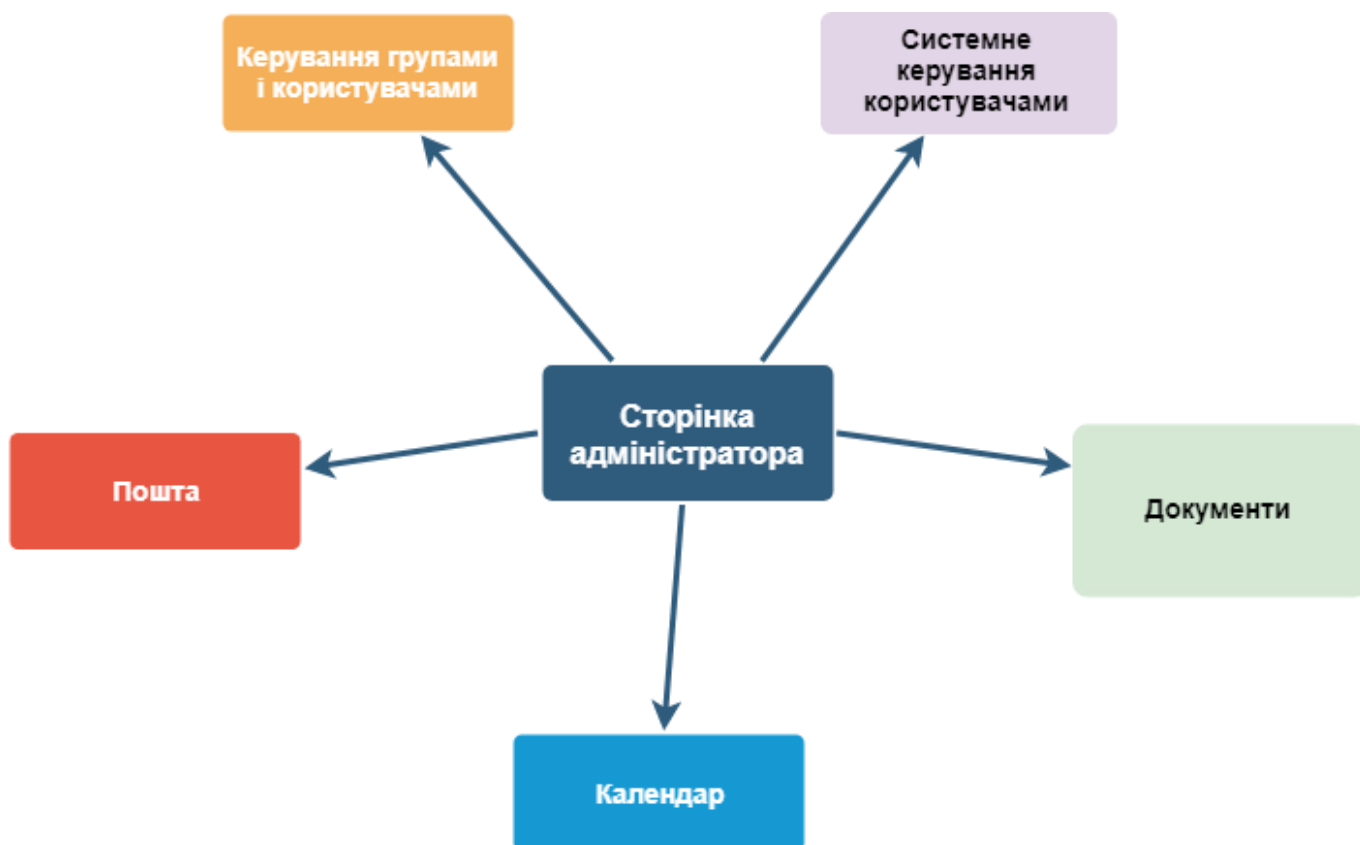 Керування групами
і користувачами
Системне
керування
користувачами
Сторінка
адміністратора
Пошта
Документи
Календар